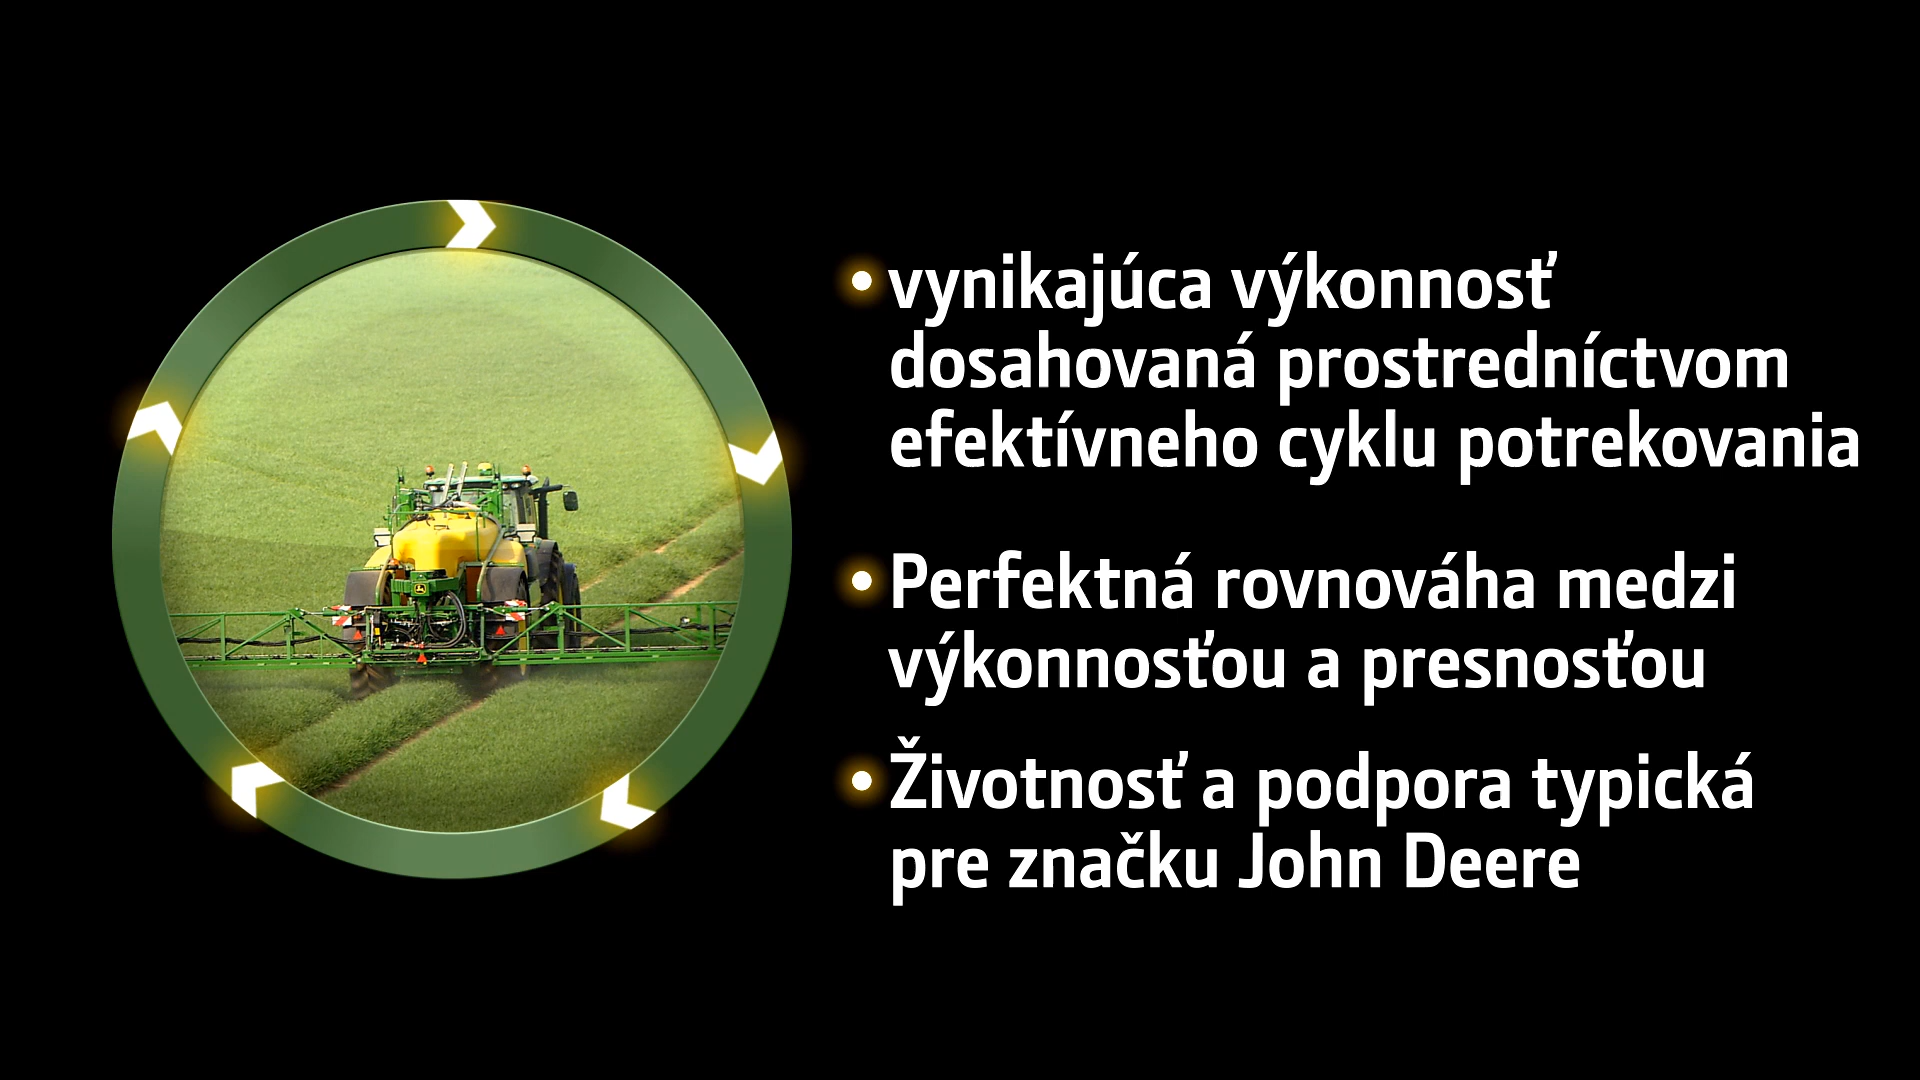 vynikajúca výkonnosť
dosahovaná prostredníctvom
efektívneho cyklu potrekovania
Perfektná rovnováha medzi
výkonnosťou a presnosťou
Životnosť a podpora typická
pre značku John Deere